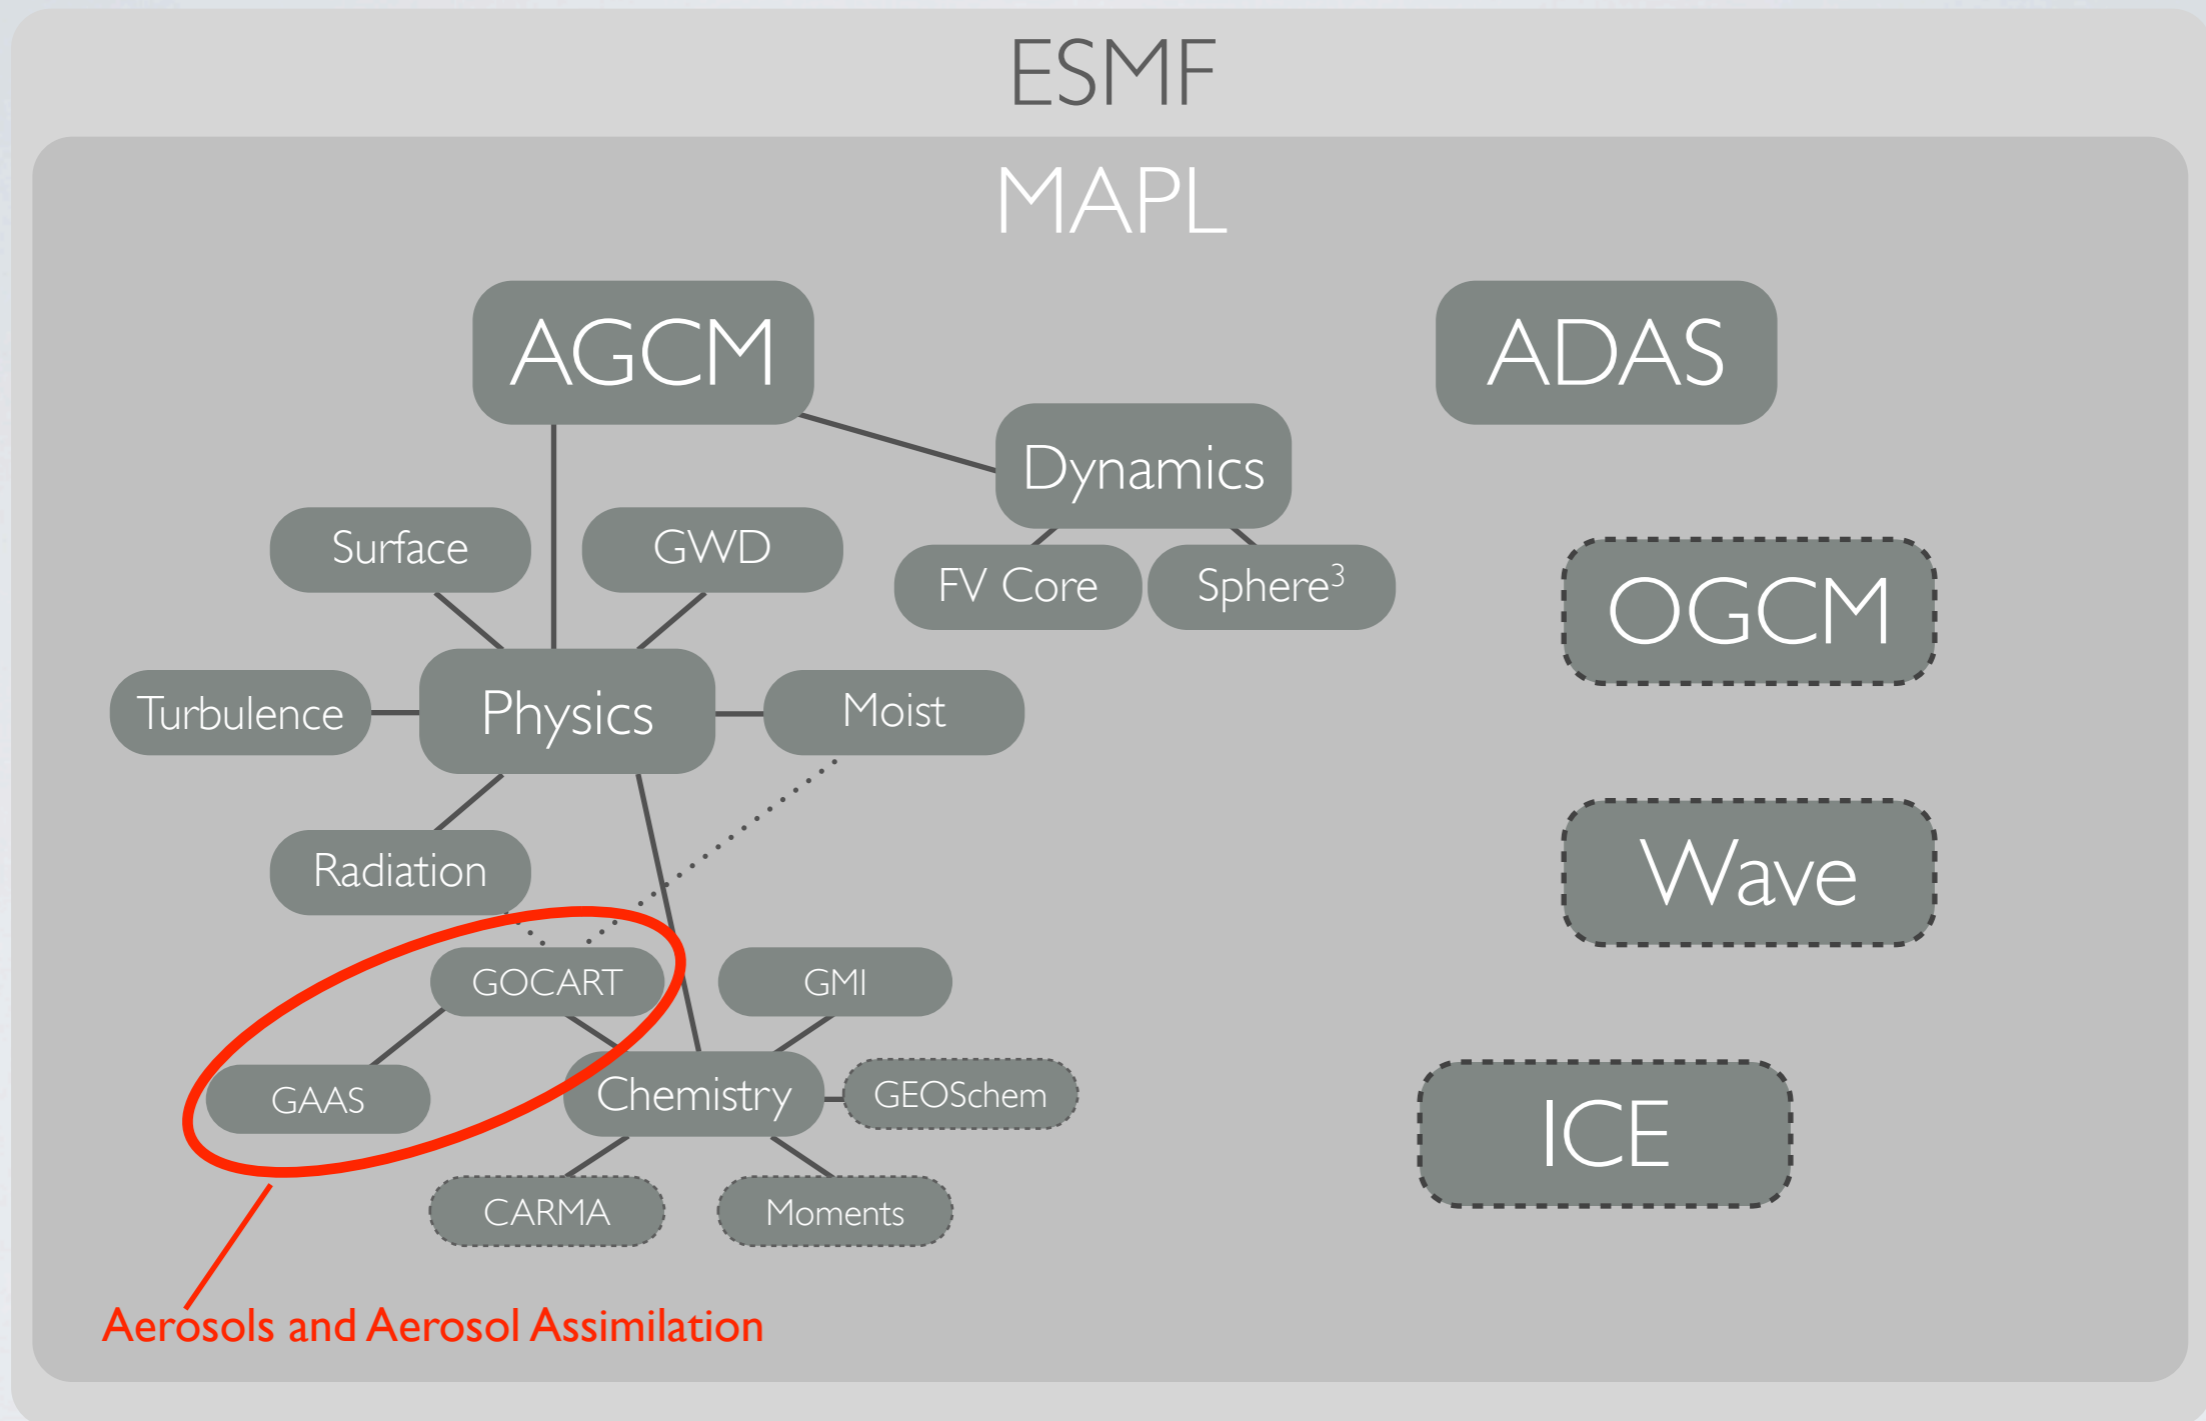 ESMF
MAPL
AGCM
ADAS
Dynamics
Surface
GWD
FV Core
Sphere³
OGCM
Turbulence
Physics
Moist
Radiation
Wave
GOCART
GMI
GAAS
Chemistry
GEOSchem
ICE
CARMA
Moments
Aerosols and Aerosol Assimilation